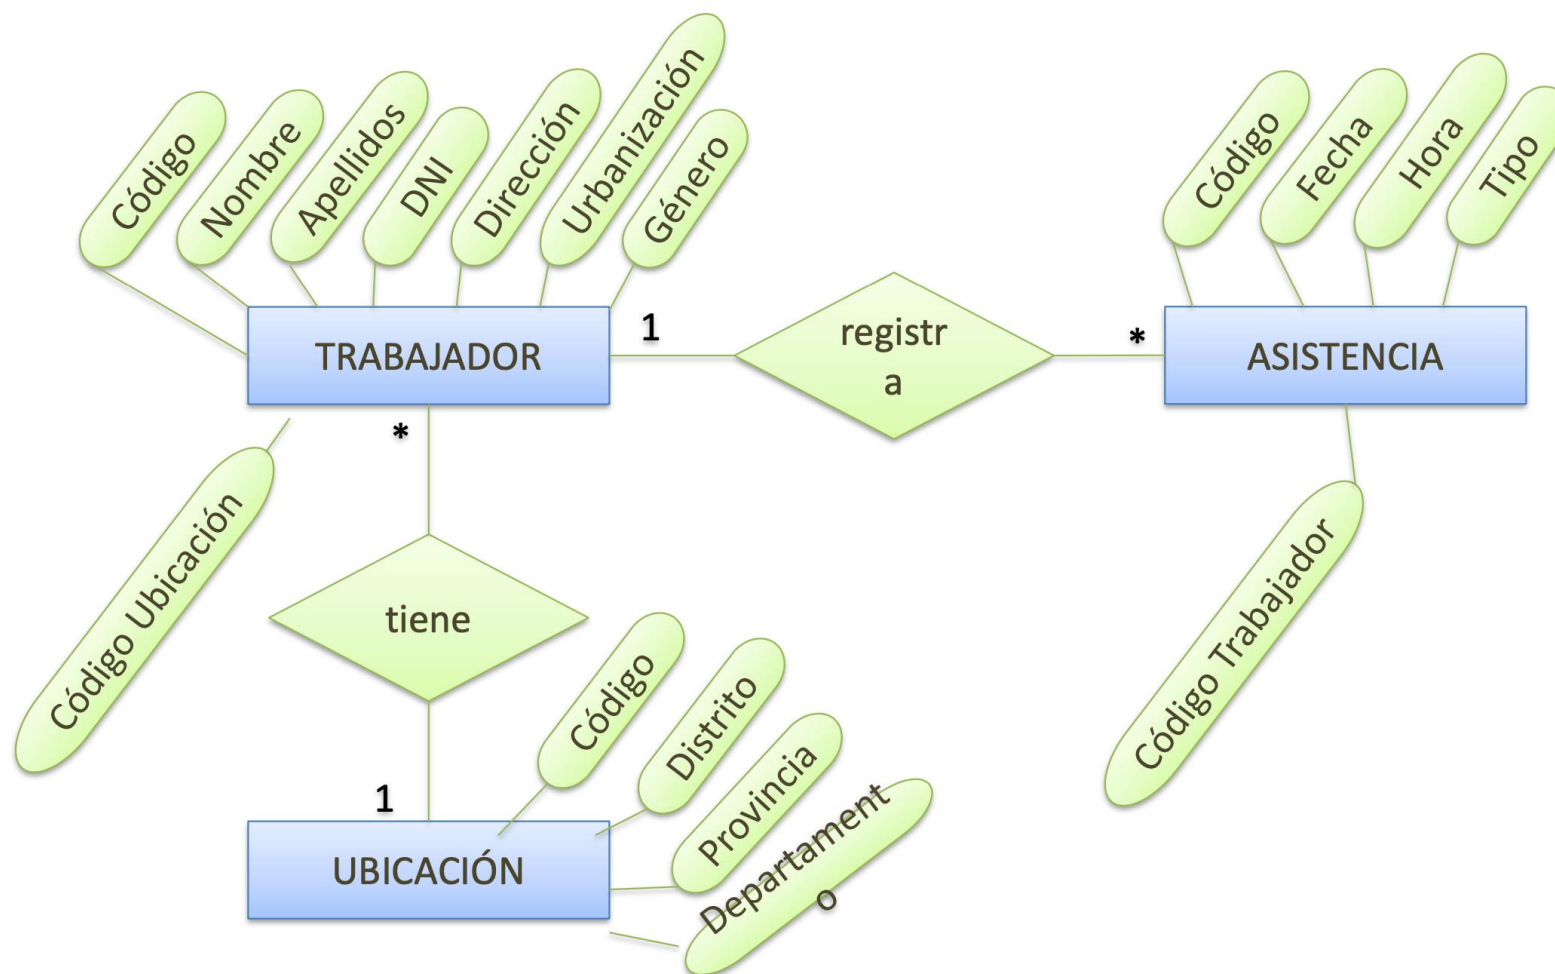 Código
Nombre
Apellidos
DNI
Dirección
Urbanización
Género
Código
Fecha
Hora
Tipo
TRABAJADOR
1
registr
a
*
ASISTENCIA
*
Código Ubicación
tiene
Código Trabajador
1
Código
Distrito
Provincia
Departament
o
UBICACIÓN